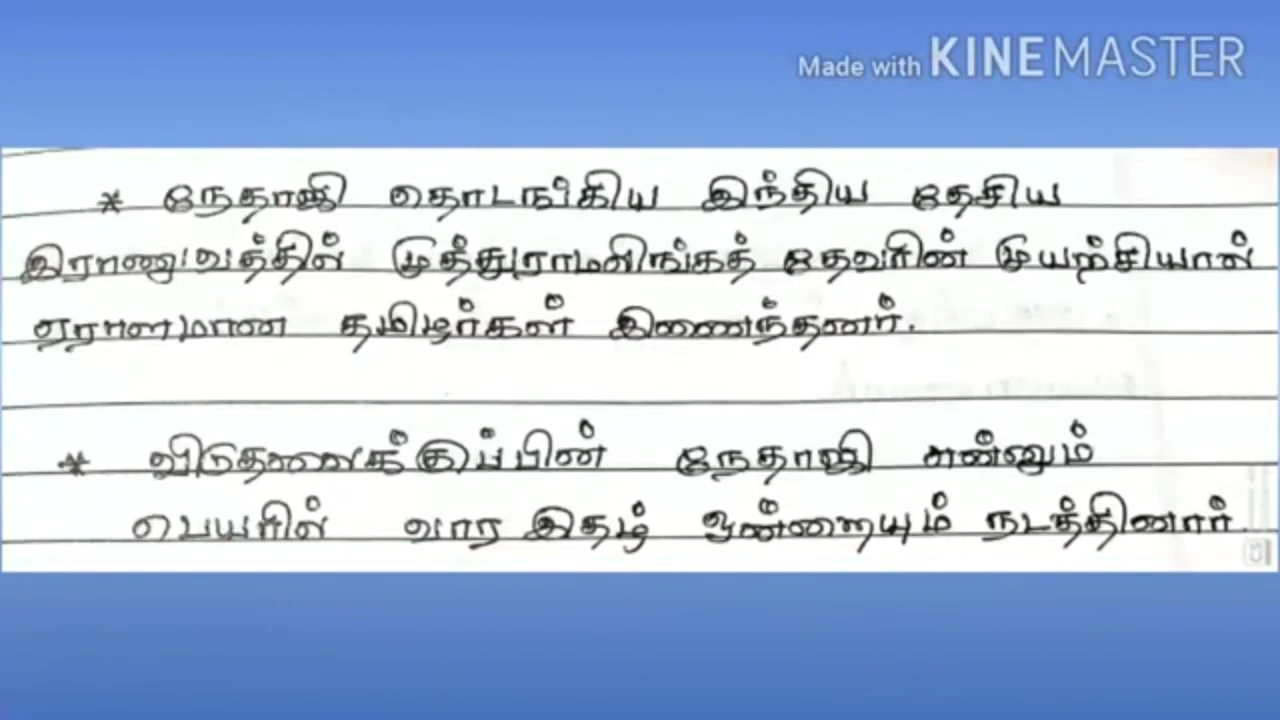 Made with KINEMASTER
* நேதாஜி தொடங்கிய இந்திய தேசிய
இராணுவத்தில் முத்துராமலிங்கத் தேவரின் முயற்சியால்
ஏராளமான தமிழர்கள் இணைந்தனர்.
* விடுதலைக்குப்பின் நேதாஜி என்னும்
பெயரில் வார இதழ் ஒன்றையும் நடத்தினார்.